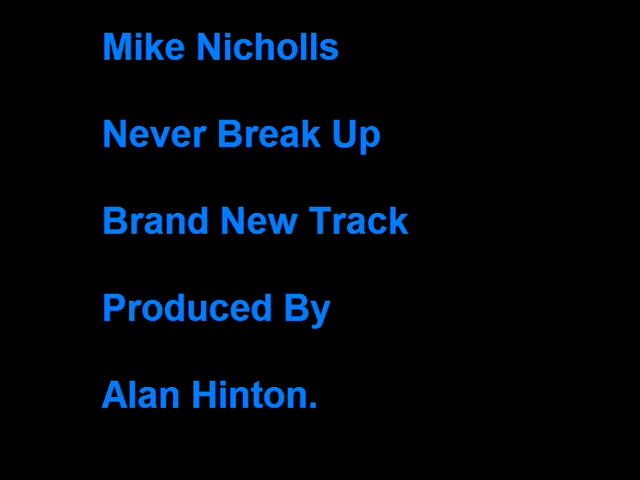 Mike Nicholls
Never Break Up
Brand New Track
Produced By
Alan Hinton.